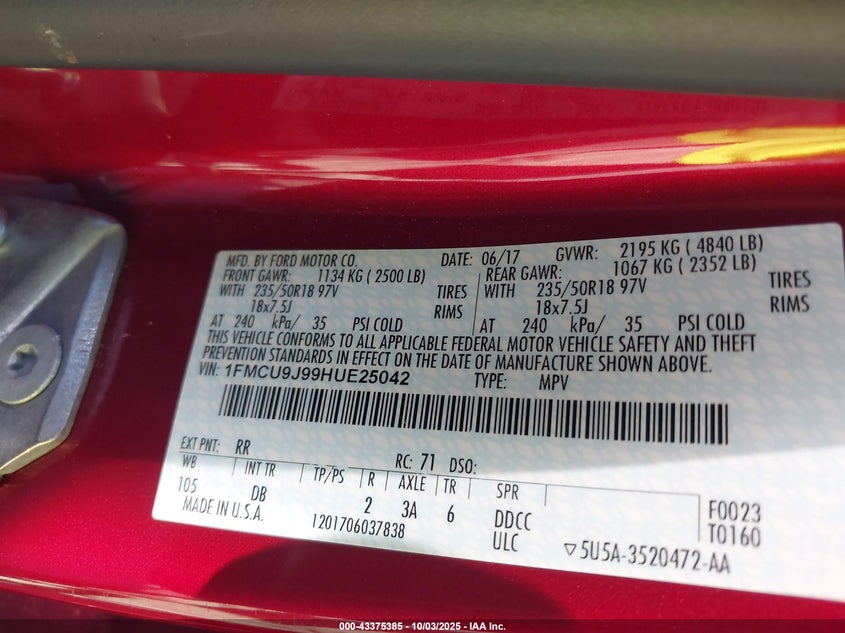 MFD. BY FORD MOTOR CO. DATE: 06/17 GVWR: 2195 KG ( 4840 LB)
FRONT GAWR: 1134 KG ( 2500 LB) REAR GAWR: 1067 KG ( 2352 LB)
WITH 235/50R18 97V TIRES WITH 235/50R18 97V TIRES
18x7.5J RIMS 18x7.5J RIMS
AT 240 kPa/ 35 PSI COLD AT 240 kPa/ 35 PSI COLD
THIS VEHICLE CONFORMS TO ALL APPLICABLE FEDERAL MOTOR VEHICLE SAFETY AND THEFT
PREVENTION STANDARDS IN EFFECT ON THE DATE OF MANUFACTURE SHOWN ABOVE.
VIN: 1FMCU9J99HUE25042 TYPE: MPV
EXT PNT: RR RC: 71 DSO:
WB INT TR TP/PS R AXLE TR SPR
105 DB 2 3A 6 DDCC F0023
MADE IN U.S.A. 1201706037838 ULC T0160
▽5U5A-3520472-AA
000-43375385 - 10/03/2025 - IAA Inc.